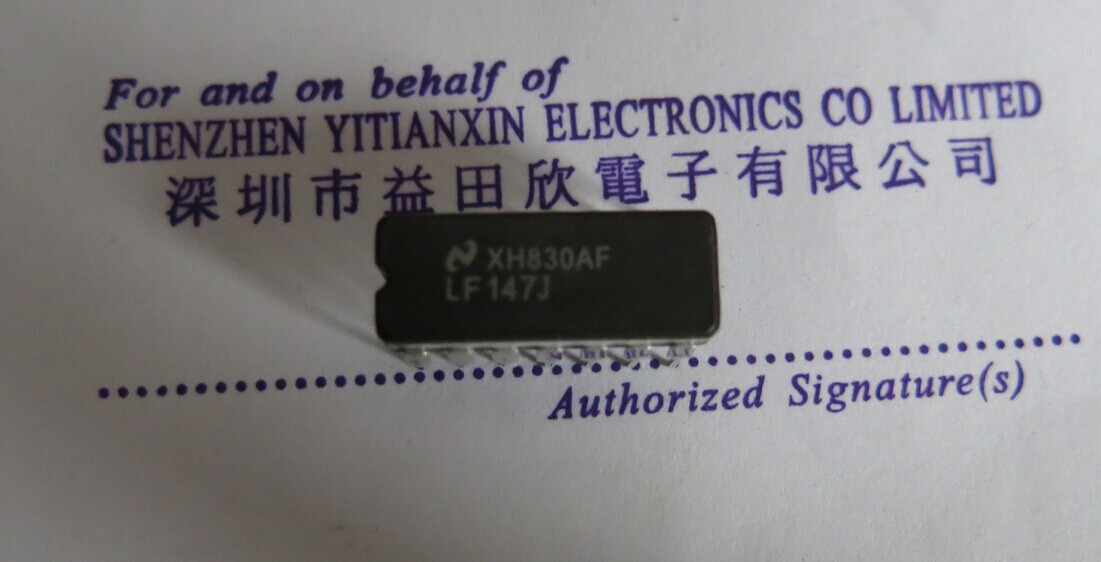 For and on behalf of
SHENZHEN YITIANXIN ELECTRONICS CO LIMITED
深圳市益田欣電子有限公司
XH830AF
LF147J
Authorized Signature(s)